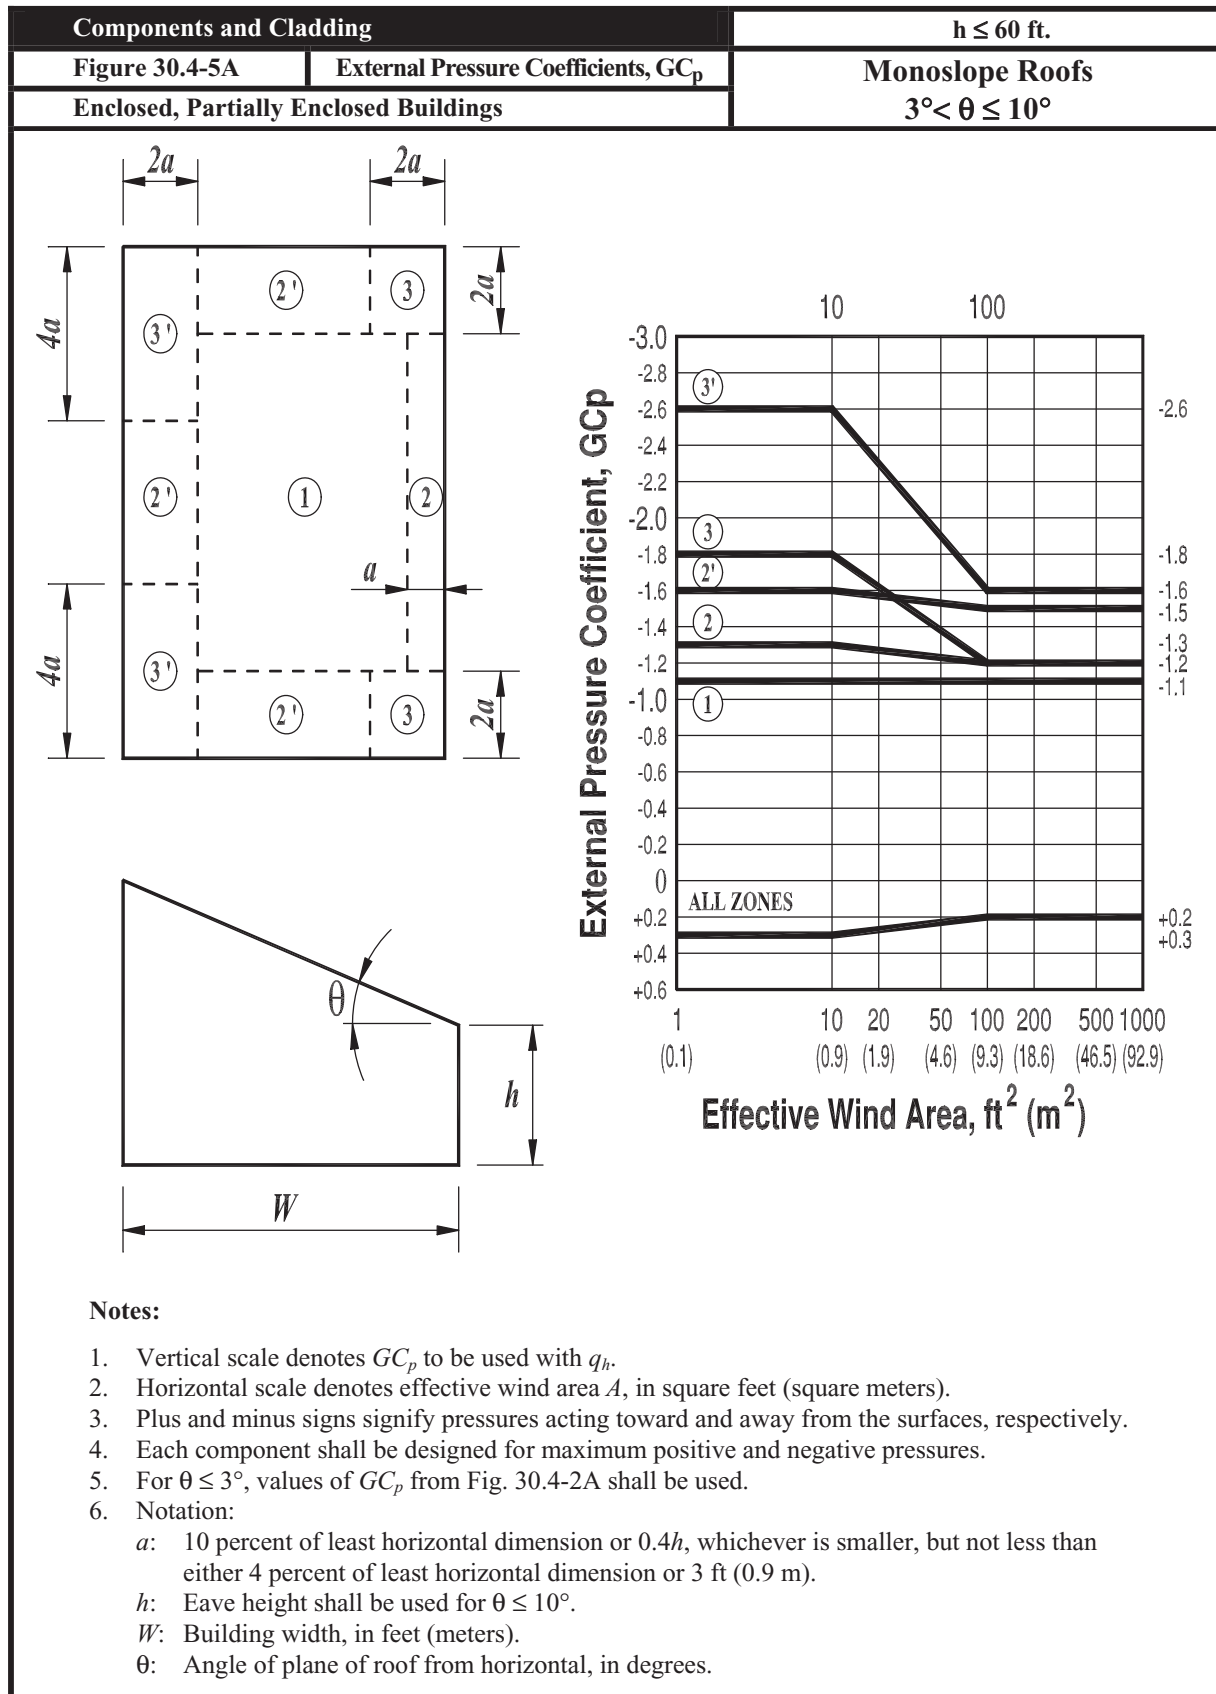 Components and Cladding
h ≤ 60 ft.
Figure 30.4-5A
External Pressure Coefficients, GCp
Monoslope Roofs
3°< θ ≤ 10°
Enclosed, Partially Enclosed Buildings
2a
2a
4a
3'
2'
3
2a
2'
1
2
a
4a
3'
2'
3
2a
θ
h
W
10
100
External Pressure Coefficient, GCp
-3.0
-2.8
-2.6
-2.4
-2.2
-2.0
-1.8
-1.6
-1.4
-1.2
-1.0
-0.8
-0.6
-0.4
-0.2
0
+0.2
+0.4
+0.6
3'
3
2'
2
1
ALL ZONES
-2.6
-1.8
-1.6
-1.5
-1.3
-1.2
-1.1
+0.2
+0.3
1 10 20 50 100 200 500 1000
(0.1) (0.9) (1.9) (4.6) (9.3) (18.6) (46.5) (92.9)
Effective Wind Area, ft² (m²)
Notes:
1. Vertical scale denotes GCp to be used with qh.
2. Horizontal scale denotes effective wind area A, in square feet (square meters).
3. Plus and minus signs signify pressures acting toward and away from the surfaces, respectively.
4. Each component shall be designed for maximum positive and negative pressures.
5. For θ ≤ 3°, values of GCp from Fig. 30.4-2A shall be used.
6. Notation:
a: 10 percent of least horizontal dimension or 0.4h, whichever is smaller, but not less than
either 4 percent of least horizontal dimension or 3 ft (0.9 m).
h: Eave height shall be used for θ ≤ 10°.
W: Building width, in feet (meters).
θ: Angle of plane of roof from horizontal, in degrees.